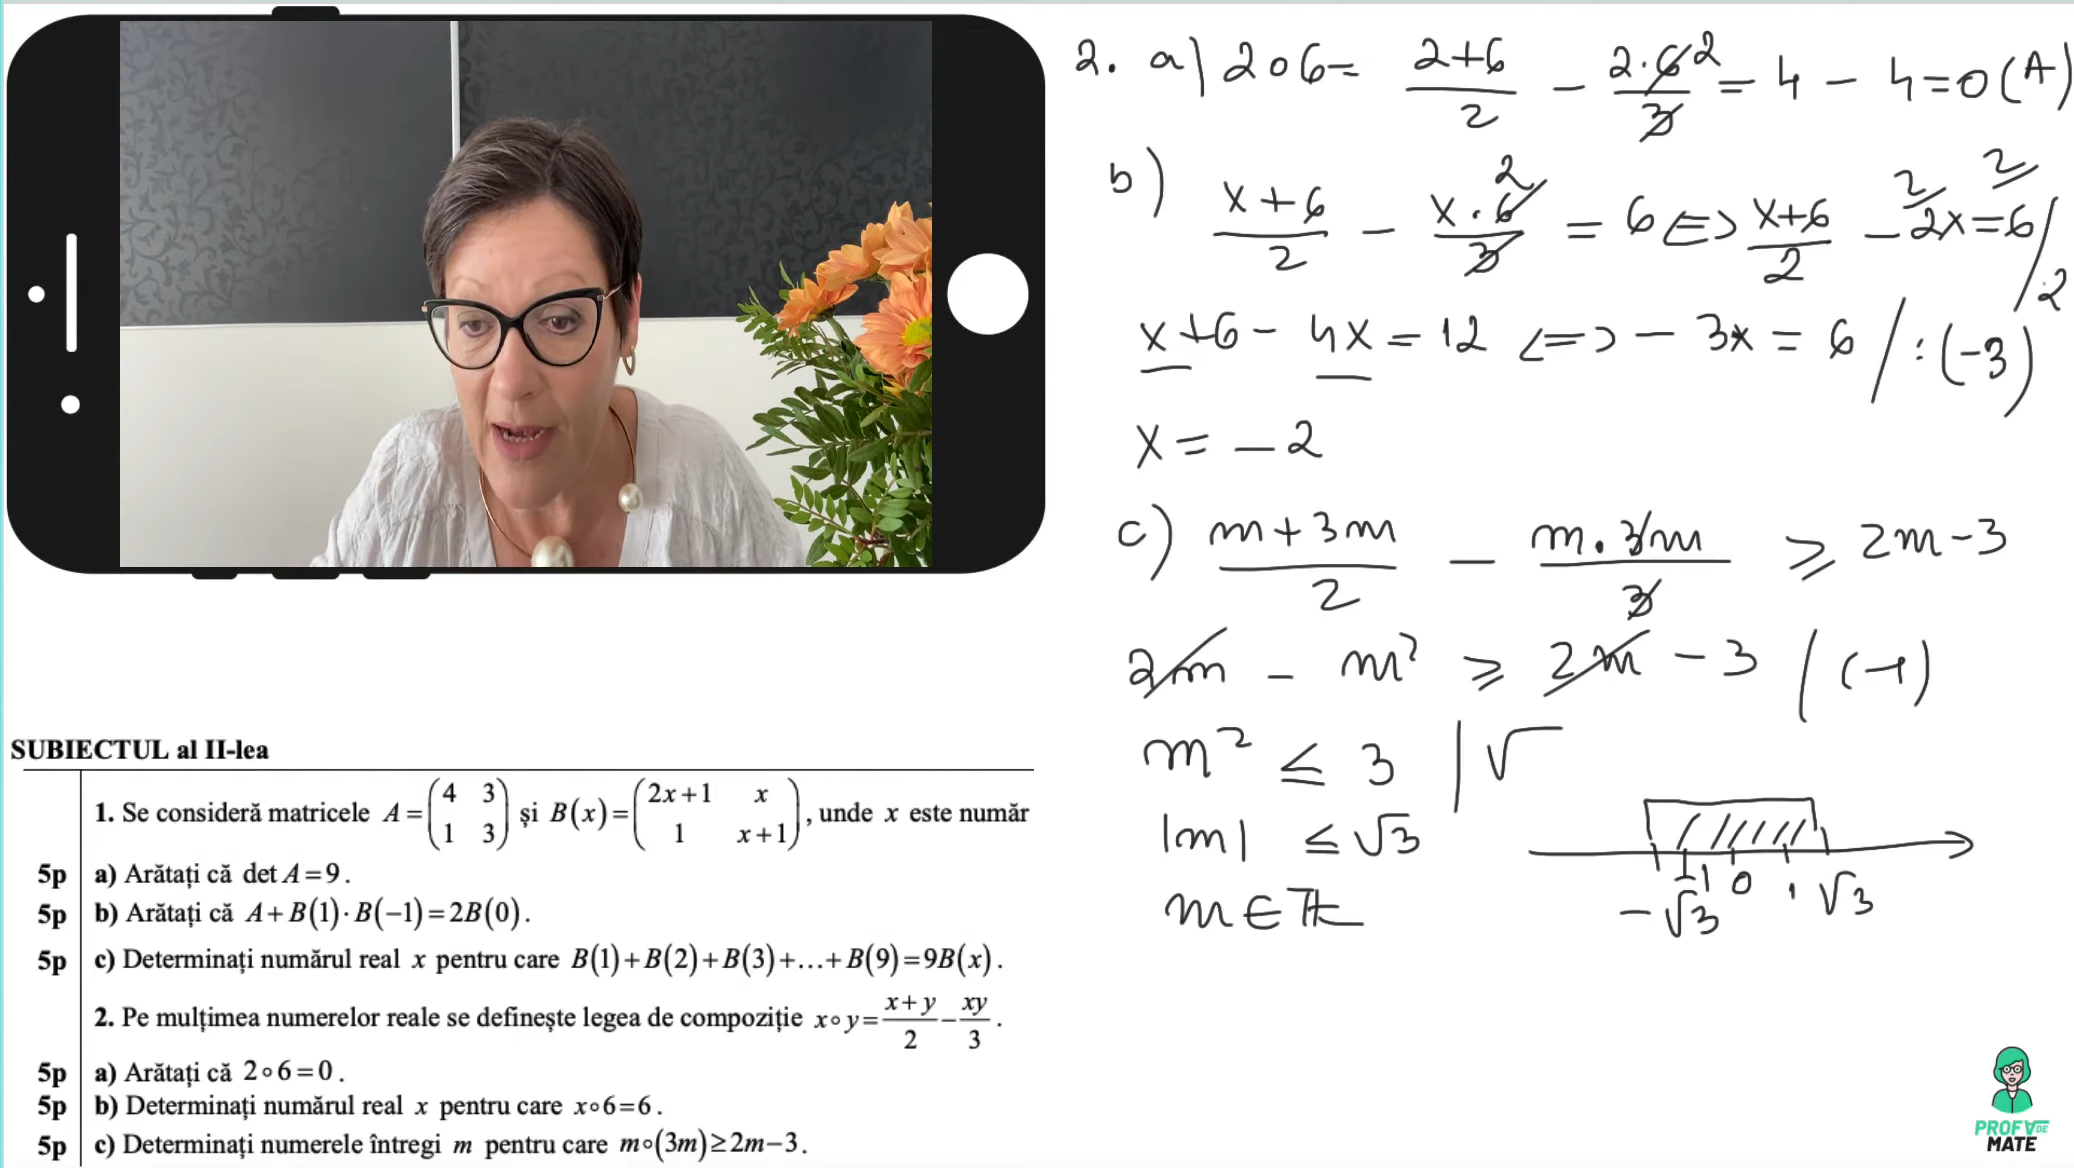 2. a) 2∘6 = (2+6)/2 − (2·6)/3 2 = 4 − 4 = 0 (A)
b) (x+6)/2 − (x·6)/3 2 = 6 ⇔ (x+6)/2 − 2x = 6 / 2 2 2
x+6 − 4x = 12 ⇔ − 3x = 6 / : (−3)
x = −2
c) (m+3m)/2 − (m·3m)/3 ≥ 2m−3
2m − m² ≥ 2m − 3 / (−1)
m² ≤ 3 | √
|m| ≤ √3
m ∈ ℤ
−√3 −1 0 1 √3
SUBIECTUL al II-lea
1. Se consideră matricele A = (4 3; 1 3) și B(x) = (2x+1 x; 1 x+1), unde x este număr
5p a) Arătați că det A = 9.
5p b) Arătați că A + B(1)·B(−1) = 2B(0).
5p c) Determinați numărul real x pentru care B(1)+B(2)+B(3)+…+B(9) = 9B(x).
2. Pe mulțimea numerelor reale se definește legea de compoziție x∘y = (x+y)/2 − xy/3.
5p a) Arătați că 2∘6 = 0.
5p b) Determinați numărul real x pentru care x∘6 = 6.
5p c) Determinați numerele întregi m pentru care m∘(3m) ≥ 2m−3.
PROFA DE
MATE